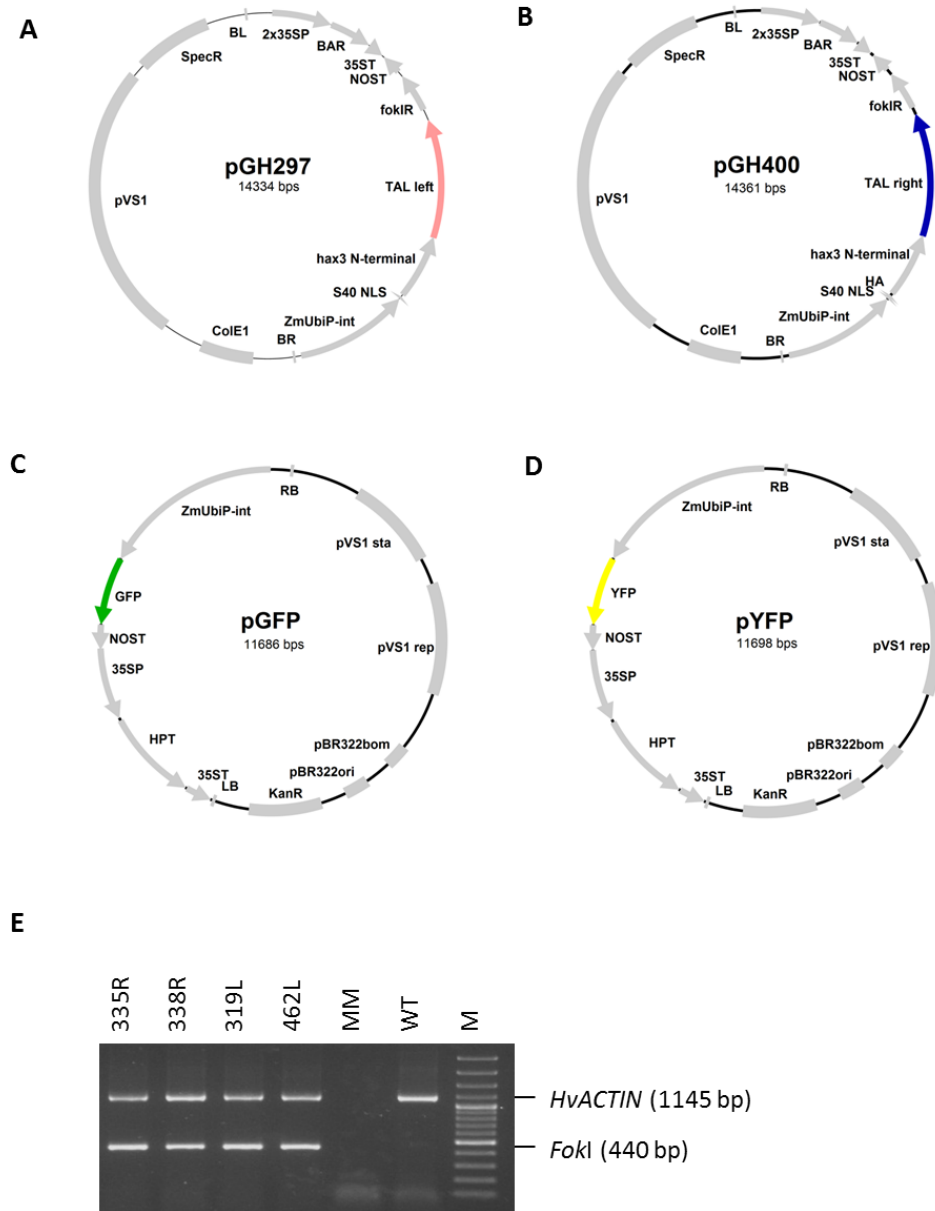 A
BL
2x35SP
BAR
35ST
NOST
SpecR
fokIR
pGH297
14334 bps
TAL left
pVS1
hax3 N-terminal
S40 NLS
ZmUbiP-int
ColE1
BR
B
BL
2x35SP
BAR
35ST
NOST
SpecR
fokIR
pGH400
14361 bps
TAL right
pVS1
hax3 N-terminal
HA
S40 NLS
ZmUbiP-int
ColE1
BR
C
RB
ZmUbiP-int
pVS1 sta
GFP
pGFP
11686 bps
NOST
pVS1 rep
35SP
HPT
pBR322bom
pBR322ori
35ST
LB
KanR
D
RB
ZmUbiP-int
pVS1 sta
YFP
pYFP
11698 bps
NOST
pVS1 rep
35SP
HPT
pBR322bom
pBR322ori
35ST
LB
KanR
E
335R
338R
319L
462L
MM
WT
M
HvACTIN (1145 bp)
FokI (440 bp)